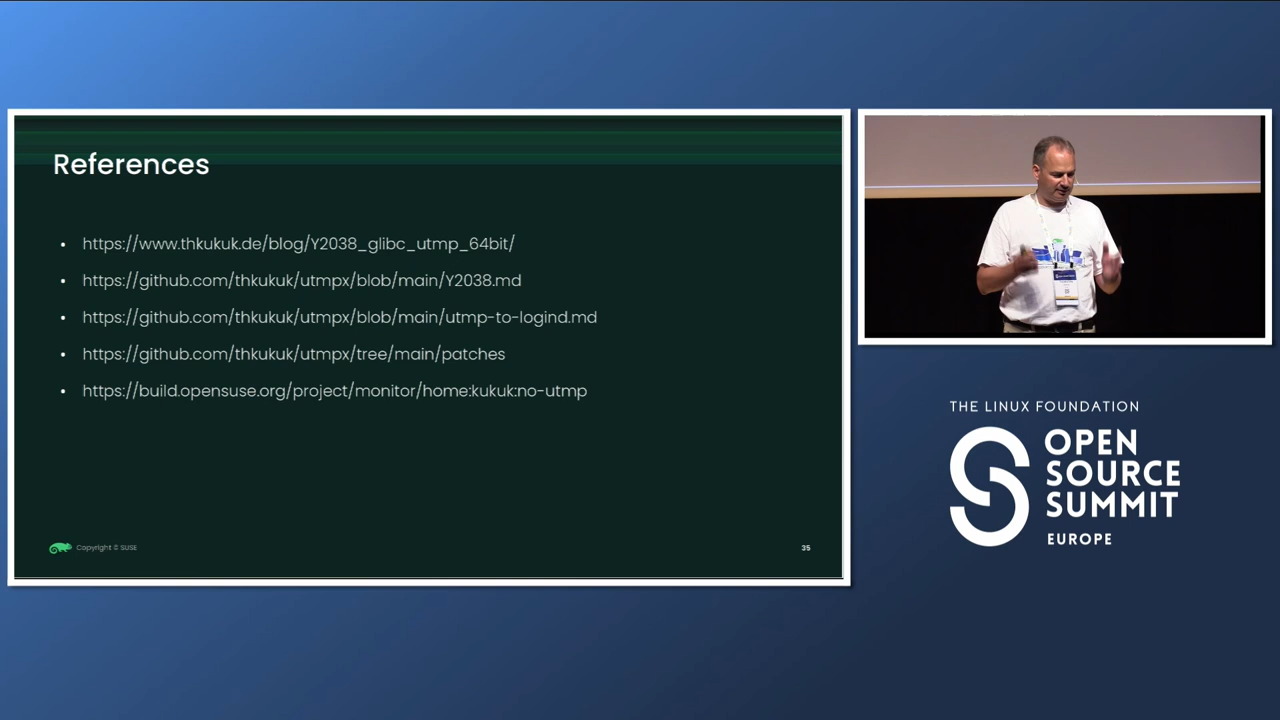 References
• https://www.thkukuk.de/blog/Y2038_glibc_utmp_64bit/
• https://github.com/thkukuk/utmpx/blob/main/Y2038.md
• https://github.com/thkukuk/utmpx/blob/main/utmp-to-logind.md
• https://github.com/thkukuk/utmpx/tree/main/patches
• https://build.opensuse.org/project/monitor/home:kukuk:no-utmp
Copyright © SUSE
35
THE LINUX FOUNDATION
OPEN
SOURCE
SUMMIT
EUROPE